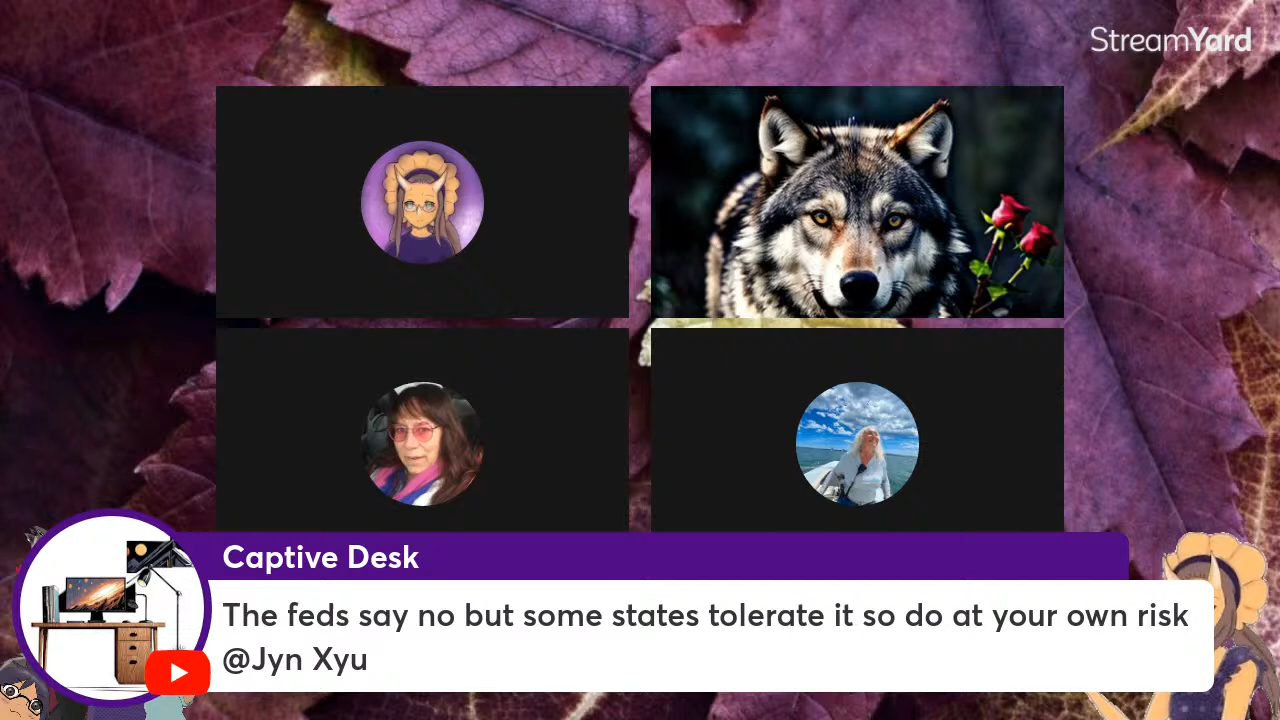 StreamYard
Captive Desk
The feds say no but some states tolerate it so do at your own risk
@Jyn Xyu